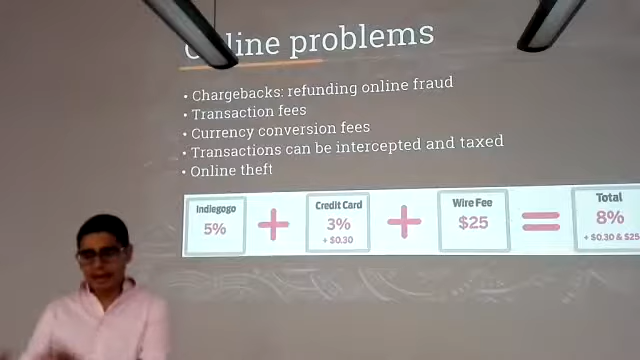 Online problems
• Chargebacks: refunding online fraud
• Transaction fees
• Currency conversion fees
• Transactions can be intercepted and taxed
• Online theft
Indiegogo
5%
+
Credit Card
3%
+ $0.30
+
Wire Fee
$25
=
Total
8%
+ $0.30 & $25